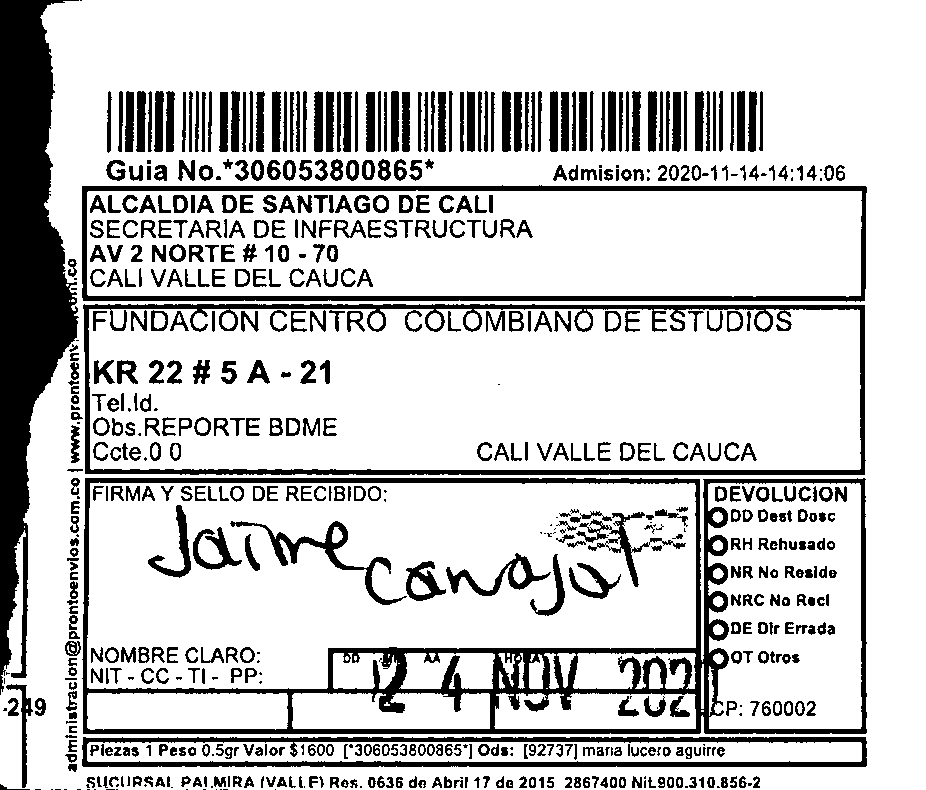 Guia No.*306053800865*
Admision: 2020-11-14-14:14:06
ALCALDIA DE SANTIAGO DE CALI
SECRETARIA DE INFRAESTRUCTURA
AV 2 NORTE # 10 - 70
CALI VALLE DEL CAUCA
FUNDACION CENTRO COLOMBIANO DE ESTUDIOS
KR 22 # 5 A - 21
Tel.Id.
Obs.REPORTE BDME
Ccte.0 0
CALI VALLE DEL CAUCA
administracion@prontoenvios.com.co | www.prontoenv
.com.co
FIRMA Y SELLO DE RECIBIDO:
Jaime
Carvajal
DEVOLUCION
DD Dest Desc
RH Rehusado
NR No Reside
NRC No Recl
DE Dir Errada
OT Otros
NOMBRE CLARO:
NIT - CC - TI - PP:
DD AA HORA
24 NOV 202
CP: 760002
-249
Piezas 1 Peso 0.5gr Valor $1600 [*306053800865*] Ods: [92737] maria lucero aguirre
SUCURSAL PALMIRA (VALLE) Res. 0636 de Abril 17 de 2015 2867400 Nit.900.310.856-2